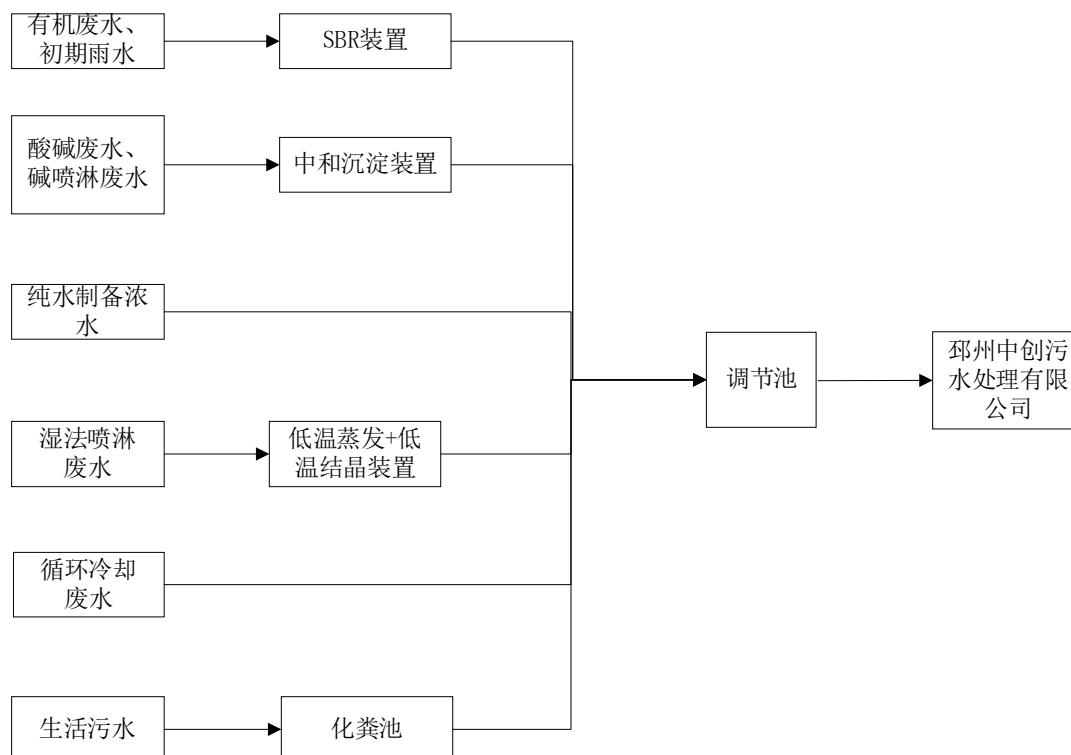 有机废水、
初期雨水
SBR装置
酸碱废水、
碱喷淋废水
中和沉淀装置
纯水制备浓
水
调节池
邳州中创污
水处理有限
公司
湿法喷淋
废水
低温蒸发+低
温结晶装置
循环冷却
废水
生活污水
化粪池